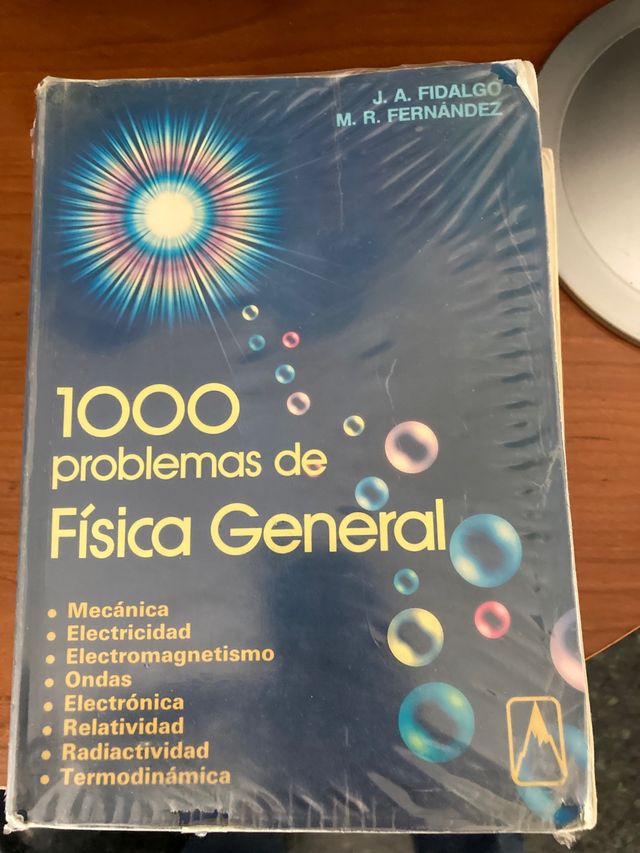 J. A. FIDALGO
M. R. FERNÁNDEZ
1000
problemas de
Física General
• Mecánica
• Electricidad
• Electromagnetismo
• Ondas
• Electrónica
• Relatividad
• Radiactividad
• Termodinámica